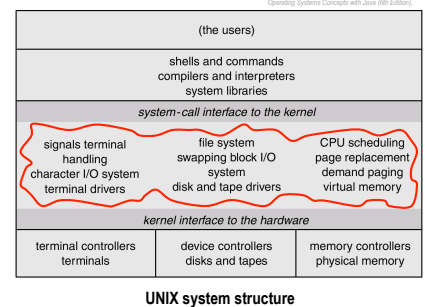 Operating Systems Concepts with Java (6th Edition).
(the users)
shells and commands
compilers and interpreters
system libraries
system-call interface to the kernel
signals terminal
handling
character I/O system
terminal drivers
file system
swapping block I/O
system
disk and tape drivers
CPU scheduling
page replacement
demand paging
virtual memory
kernel interface to the hardware
terminal controllers
terminals
device controllers
disks and tapes
memory controllers
physical memory
UNIX system structure